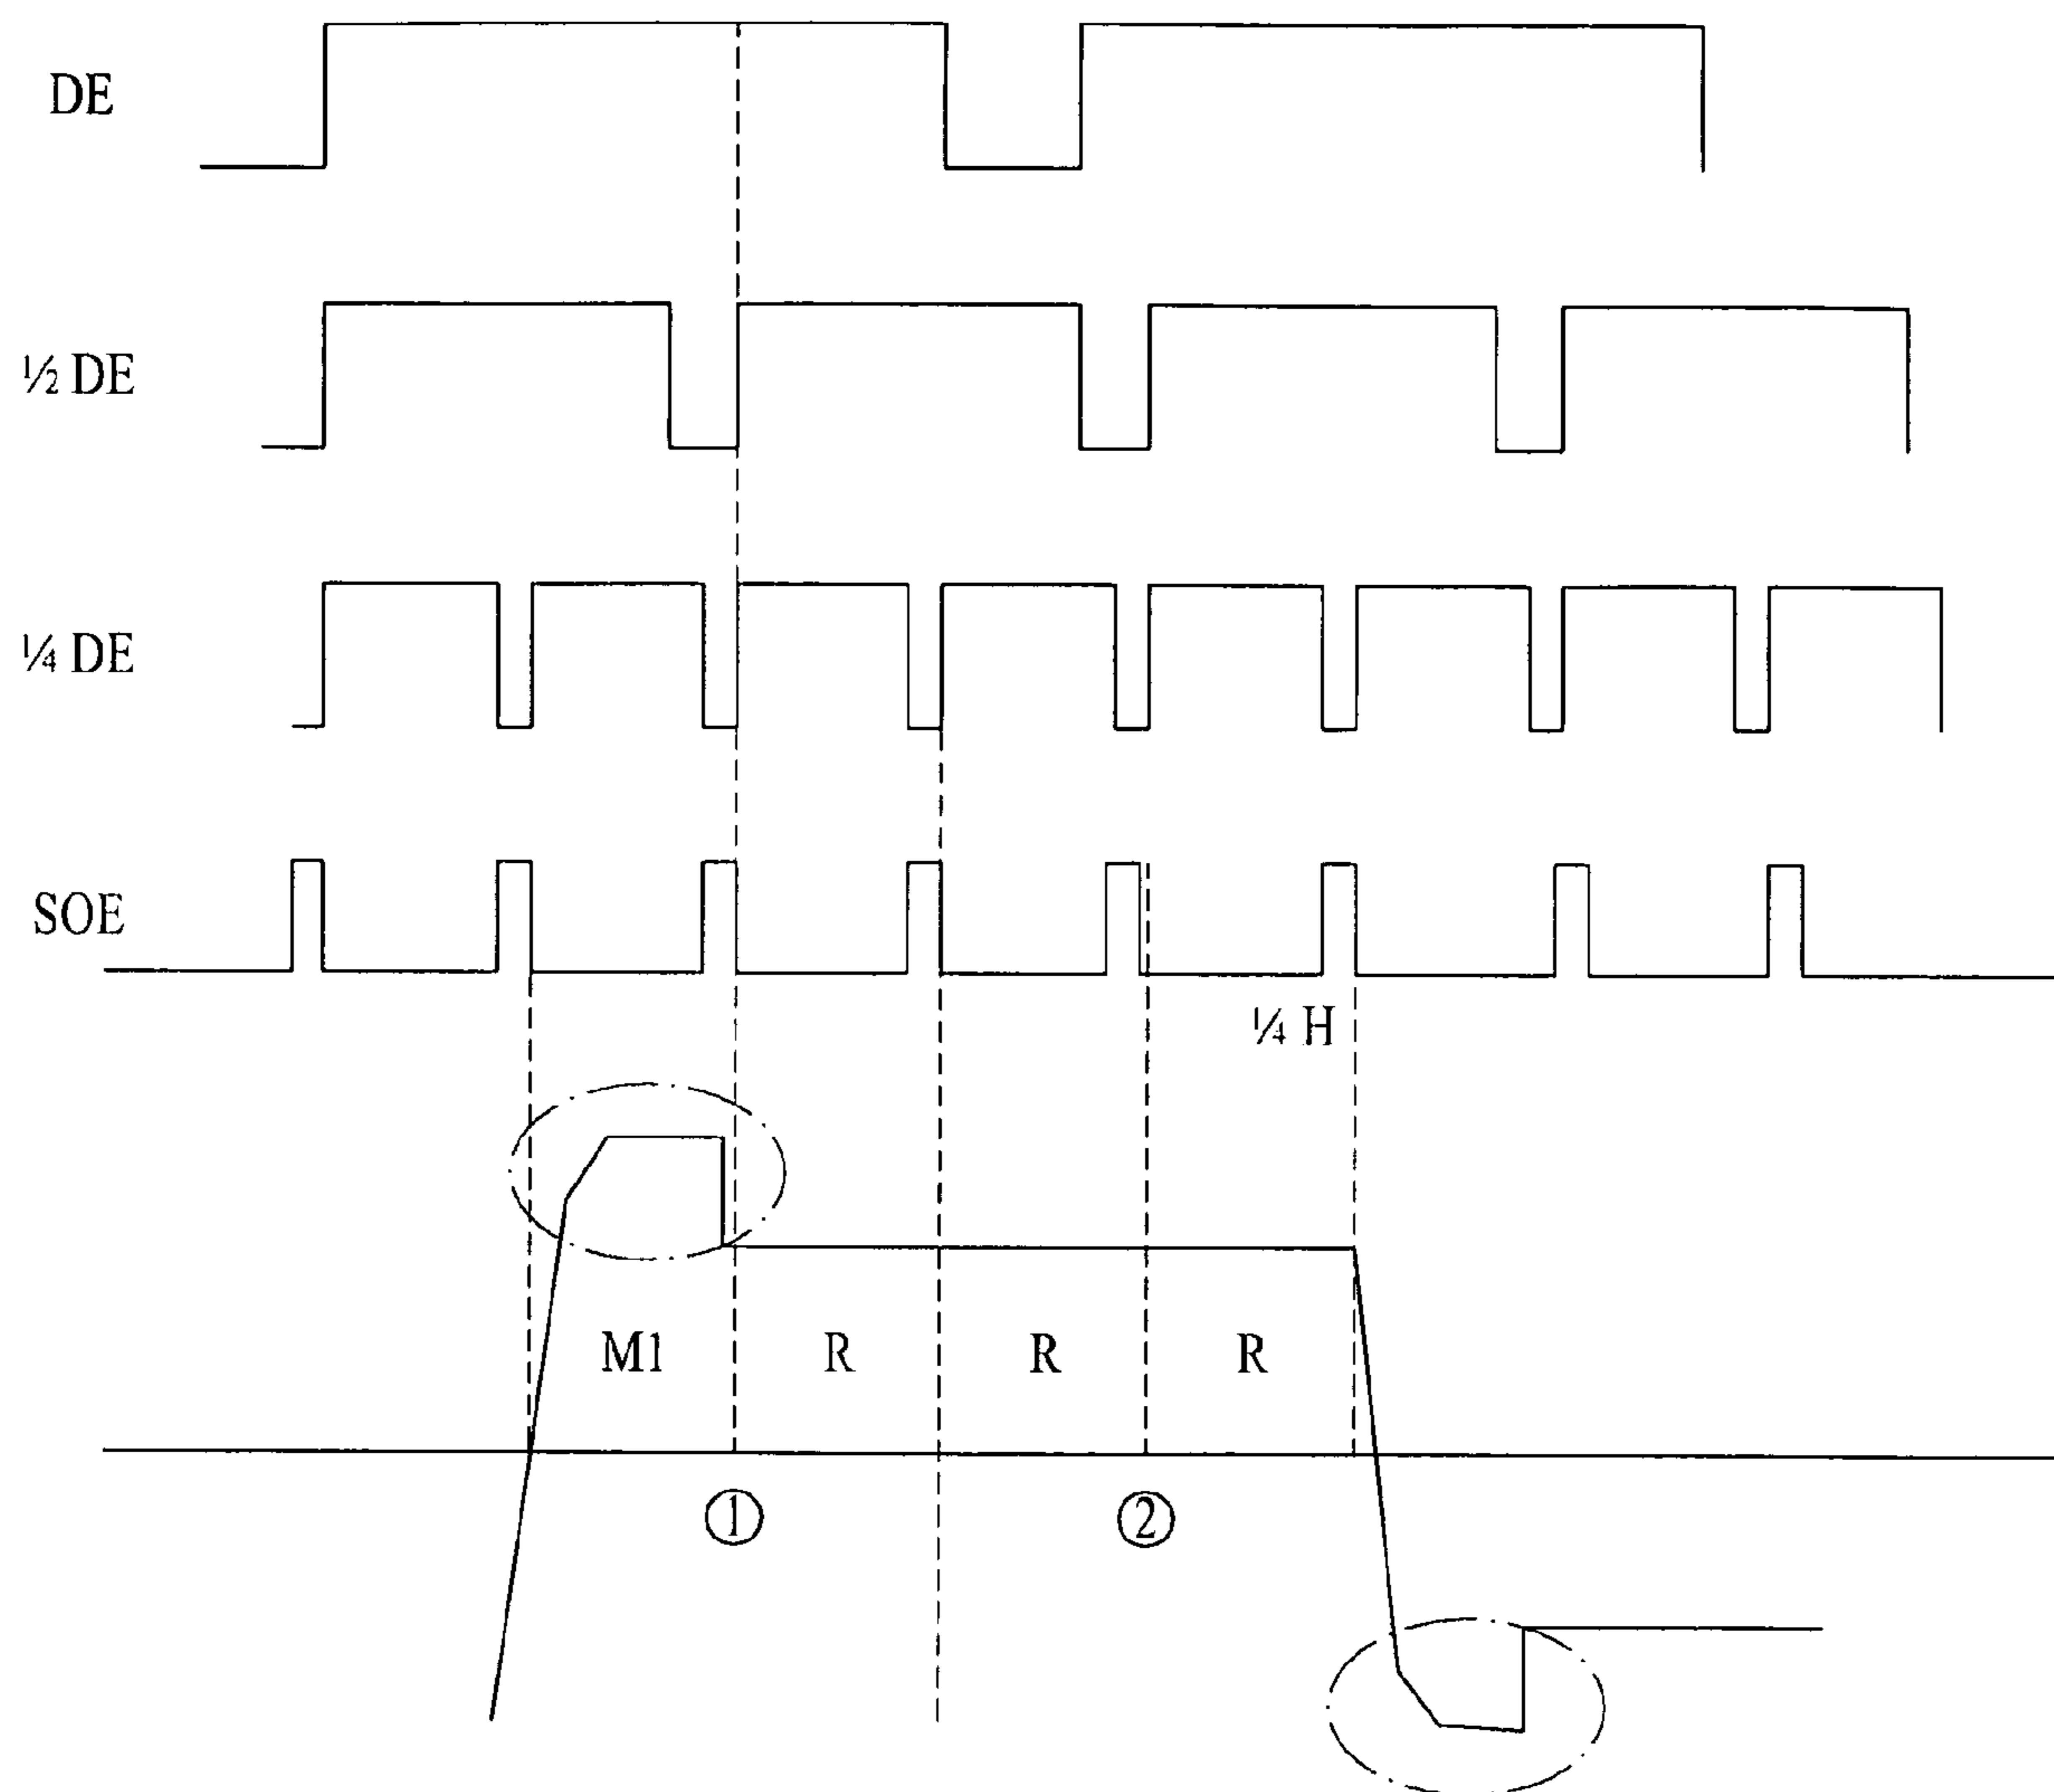 DE
½ DE
¼ DE
SOE
¼ H
M1 R R R
① ②